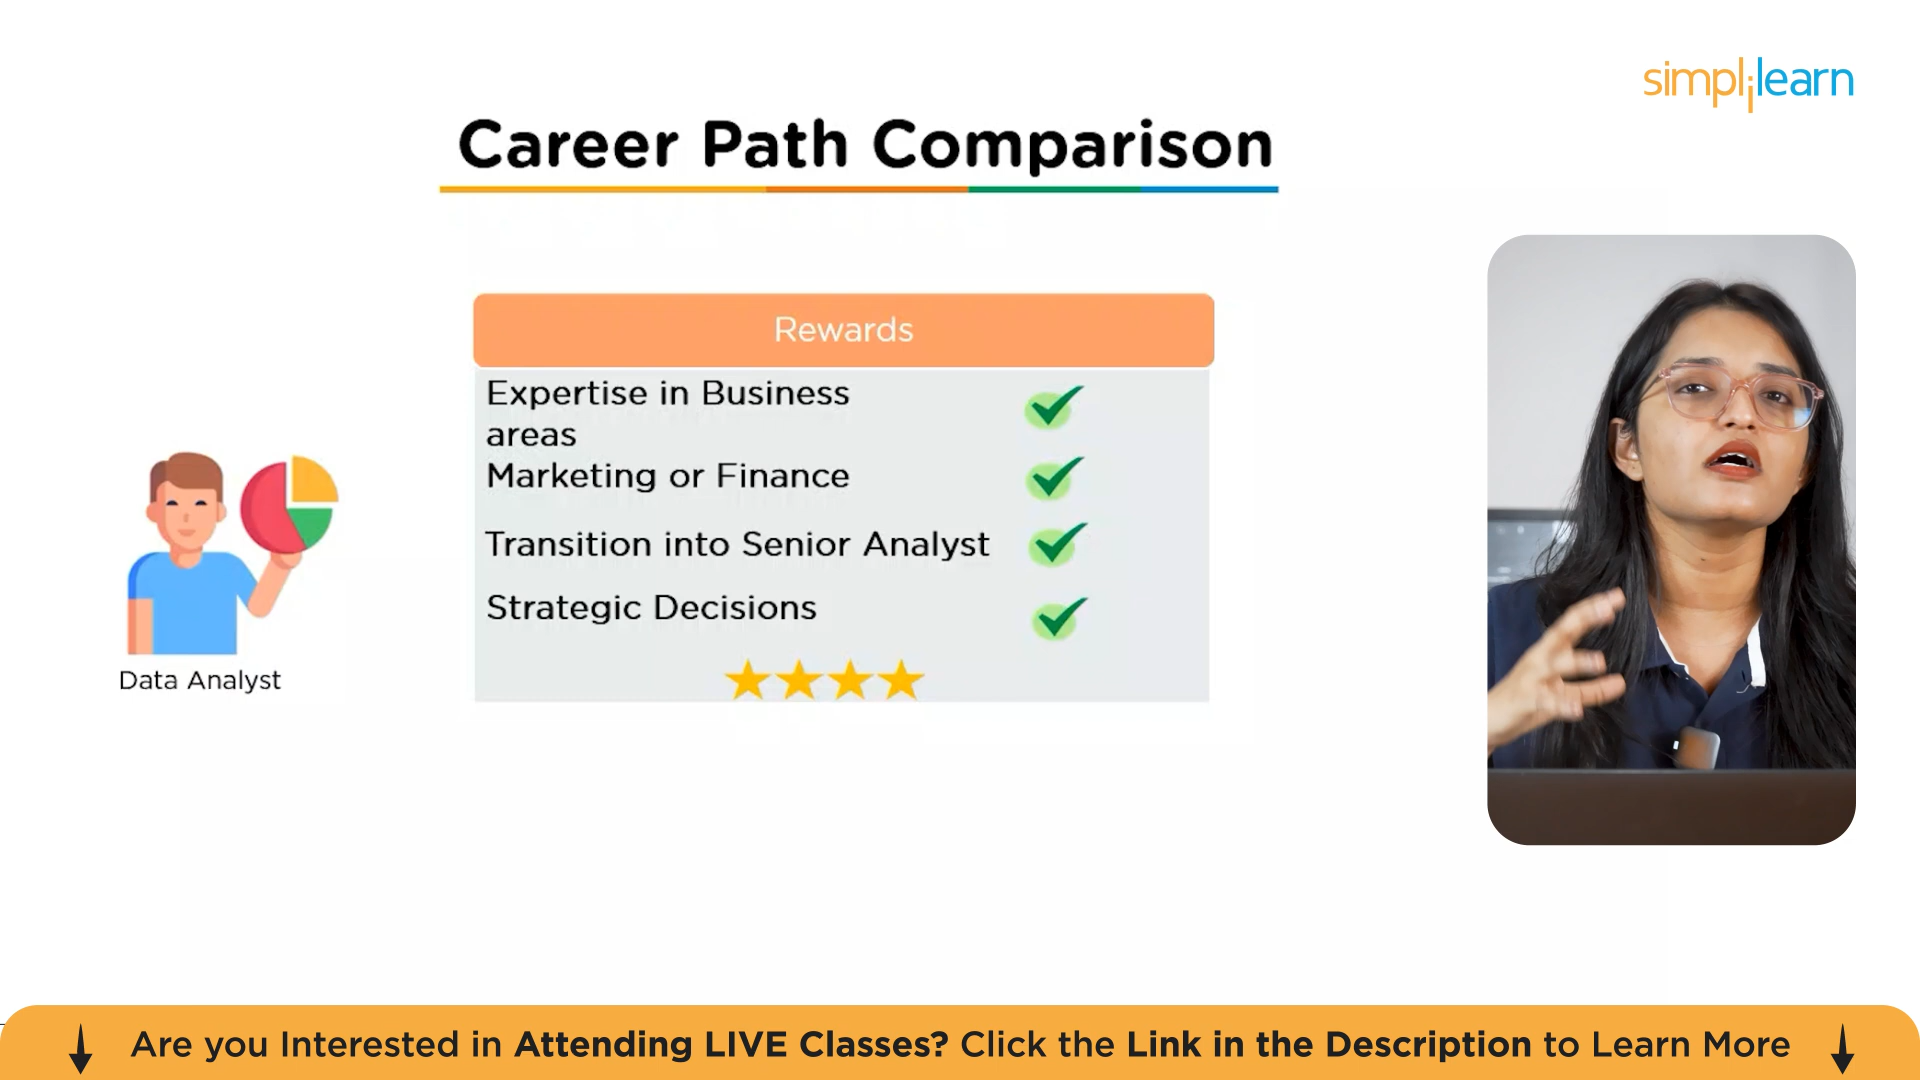 simplilearn
Career Path Comparison
Rewards
Expertise in Business
areas
Marketing or Finance
Transition into Senior Analyst
Strategic Decisions
Data Analyst
Are you Interested in Attending LIVE Classes? Click the Link in the Description to Learn More